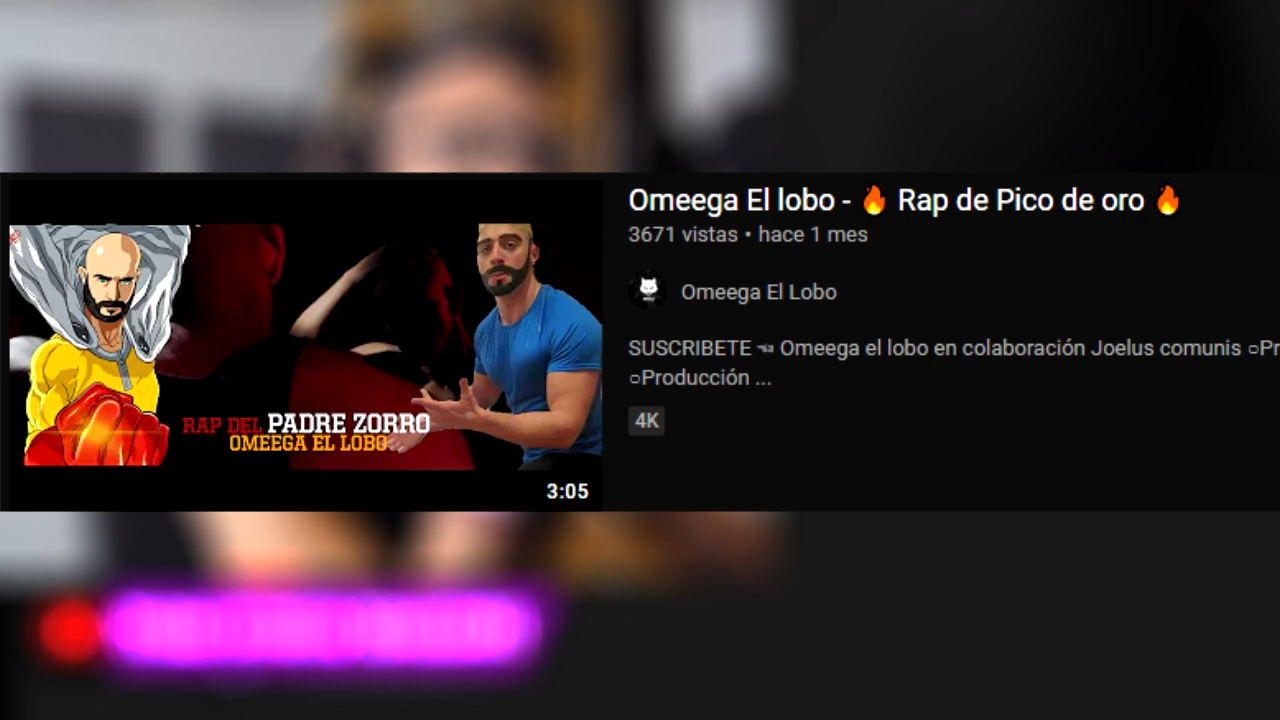 Omeega El lobo - 🔥 Rap de Pico de oro 🔥
3671 vistas • hace 1 mes
Omeega El Lobo
SUSCRIBETE ☜ Omeega el lobo en colaboración Joelus comunis ○Pr
○Producción ...
4K
RAP DEL PADRE ZORRO
OMEEGA EL LOBO
3:05